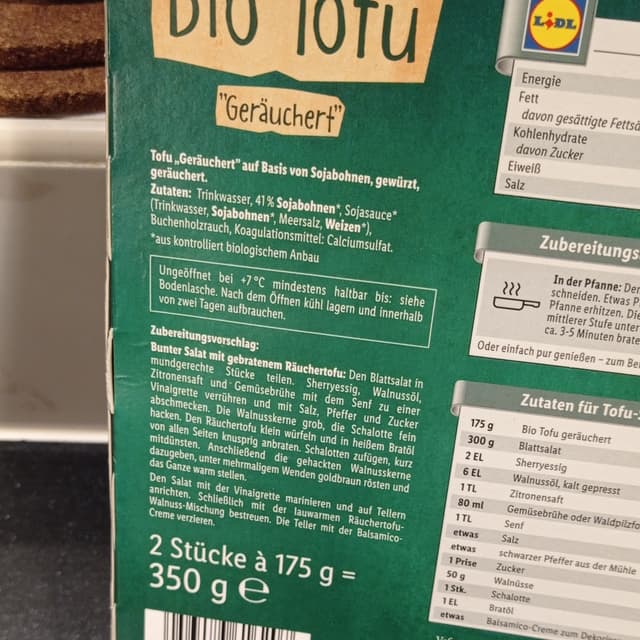 Bio Tofu
"Geräuchert"
Tofu „Geräuchert" auf Basis von Sojabohnen, gewürzt,
geräuchert.
Zutaten: Trinkwasser, 41% Sojabohnen*, Sojasauce*
(Trinkwasser, Sojabohnen*, Meersalz, Weizen*),
Buchenholzrauch, Koagulationsmittel: Calciumsulfat.
*aus kontrolliert biologischem Anbau
Ungeöffnet bei +7°C mindestens haltbar bis: siehe
Bodenlasche. Nach dem Öffnen kühl lagern und innerhalb
von zwei Tagen aufbrauchen.
Zubereitungsvorschlag:
Bunter Salat mit gebratenem Räuchertofu: Den Blattsalat in
mundgerechte Stücke teilen. Sherryessig, Walnussöl,
Zitronensaft und Gemüsebrühe mit dem Senf zu einer
Vinaigrette verrühren und mit Salz, Pfeffer und Zucker
abschmecken. Die Walnusskerne grob, die Schalotte fein
hacken. Den Räuchertofu klein würfeln und in heißem Bratöl
von allen Seiten knusprig anbraten. Schalotten zufügen, kurz
mitdünsten. Anschließend die gehackten Walnusskerne
dazugeben, unter mehrmaligem Wenden goldbraun rösten und
das Ganze warm stellen.
Den Salat mit der Vinaigrette marinieren und auf Tellern
anrichten. Schließlich mit der lauwarmen Räuchertofu-
Walnuss-Mischung bestreuen. Die Teller mit der Balsamico-
Creme verzieren.
2 Stücke à 175 g =
350 g e
LIDL
Energie
Fett
davon gesättigte Fettsä
Kohlenhydrate
davon Zucker
Eiweiß
Salz
Zubereitungs
In der Pfanne: Den
schneiden. Etwas P
Pfanne erhitzen. Die
mittlerer Stufe unter
ca. 3-5 Minuten brate
Oder einfach pur genießen – zum Bei
Zutaten für Tofu-
175 g Bio Tofu geräuchert
300 g Blattsalat
2 EL Sherryessig
6 EL Walnussöl, kalt gepresst
1 TL Zitronensaft
80 ml Gemüsebrühe oder Waldpilzfo
1 TL Senf
etwas Salz
etwas schwarzer Pfeffer aus der Mühle
1 Prise Zucker
50 g Walnüsse
1 Stk. Schalotte
1 EL Bratöl
etwas Balsamico-Creme zum Dekorier